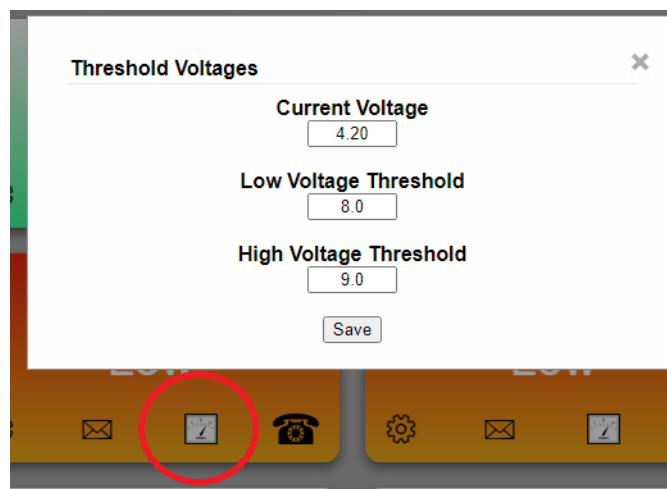 Threshold Voltages
Current Voltage
4.20
Low Voltage Threshold
8.0
High Voltage Threshold
9.0
Save